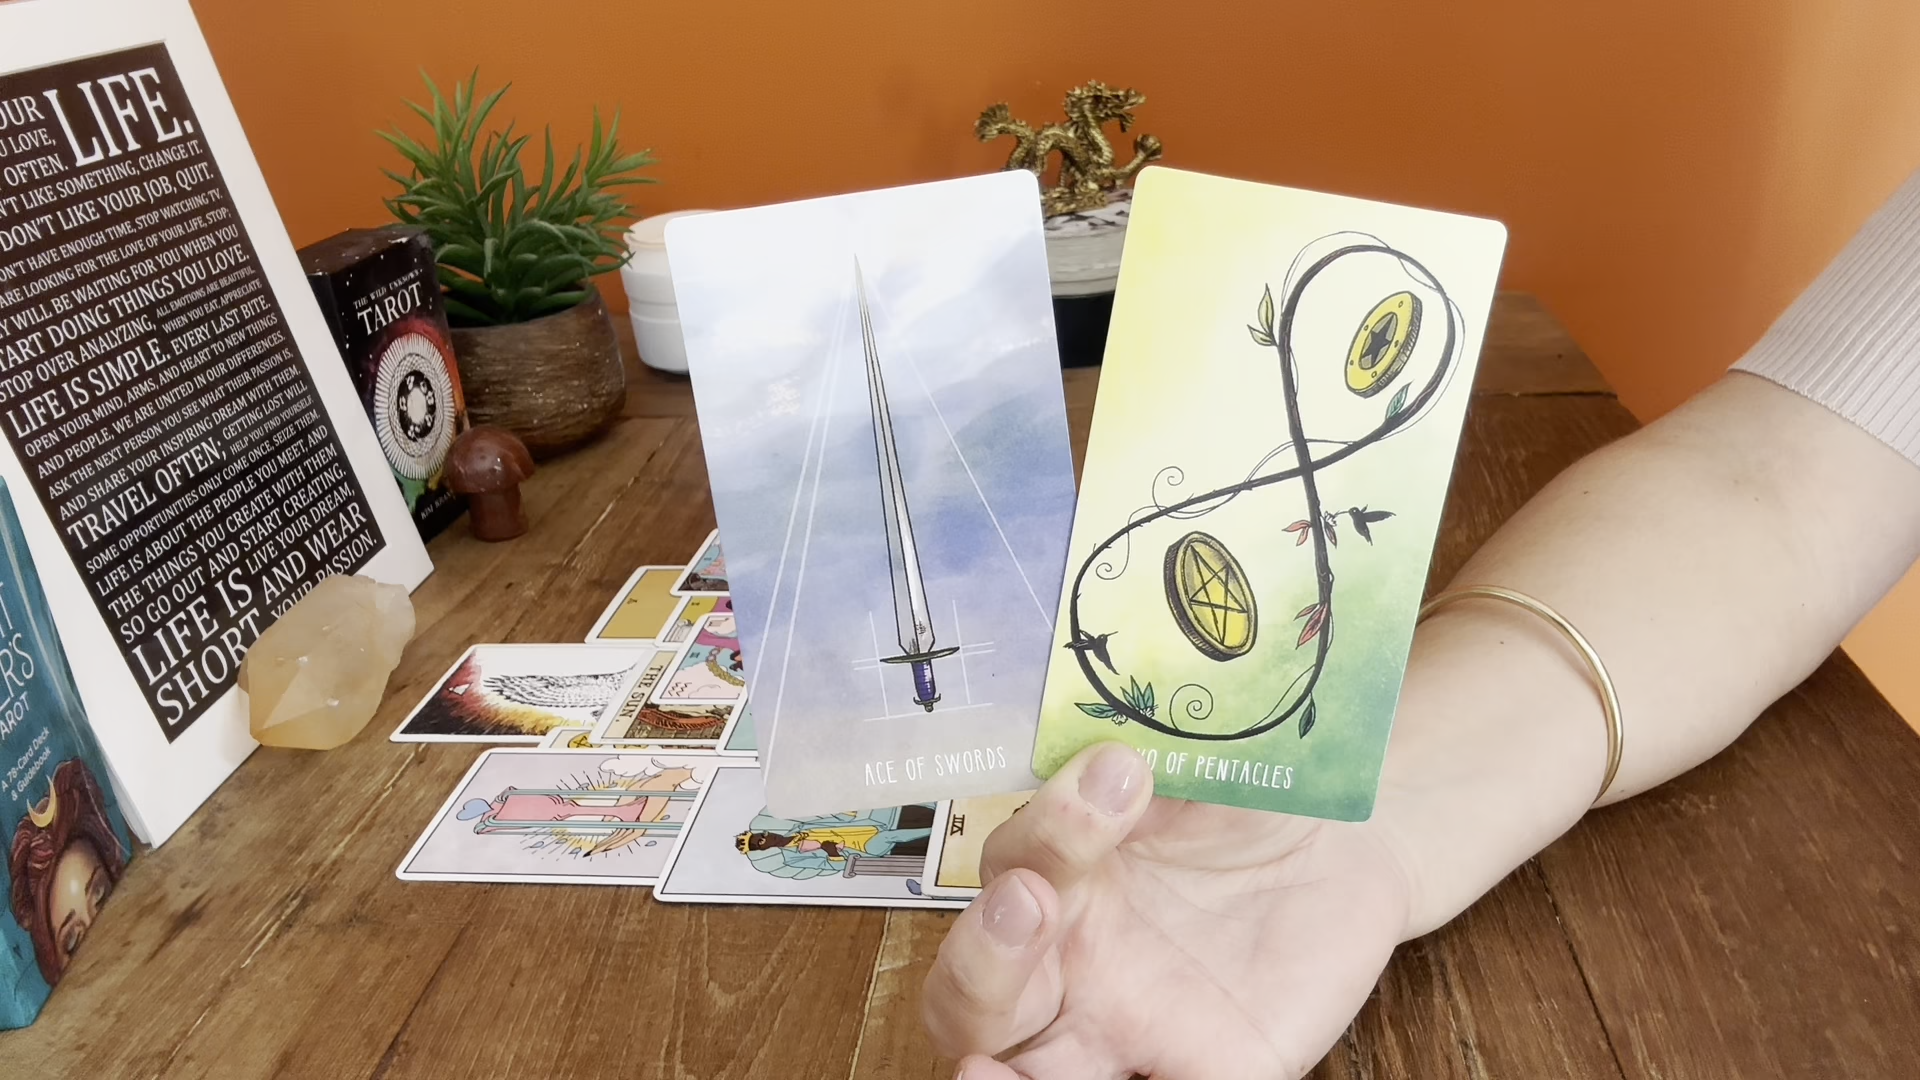 OUR LIFE.
U LOVE,
OFTEN.
N'T LIKE SOMETHING, CHANGE IT.
DON'T LIKE YOUR JOB, QUIT.
ON'T HAVE ENOUGH TIME, STOP WATCHING TV.
ARE LOOKING FOR THE LOVE OF YOUR LIFE, STOP;
Y WILL BE WAITING FOR YOU WHEN YOU
TART DOING THINGS YOU LOVE.
STOP OVER ANALYZING, ALL EMOTIONS ARE BEAUTIFUL.
WHEN YOU EAT, APPRECIATE
LIFE IS SIMPLE. EVERY LAST BITE.
OPEN YOUR MIND, ARMS, AND HEART TO NEW THINGS
AND PEOPLE, WE ARE UNITED IN OUR DIFFERENCES.
ASK THE NEXT PERSON YOU SEE WHAT THEIR PASSION IS,
AND SHARE YOUR INSPIRING DREAM WITH THEM.
TRAVEL OFTEN; GETTING LOST WILL
HELP YOU FIND YOURSELF.
SOME OPPORTUNITIES ONLY COME ONCE, SEIZE THEM.
LIFE IS ABOUT THE PEOPLE YOU MEET, AND
THE THINGS YOU CREATE WITH THEM
SO GO OUT AND START CREATING.
LIFE IS LIVE YOUR DREAM,
SHORT. AND WEAR
YOUR PASSION.
THE WILD UNKNOWN
TAROT
KIM KRANS
TAROT
A 78-Card Deck
& Guidebook
THE SUN
VII
ACE OF SWORDS
WO OF PENTACLES